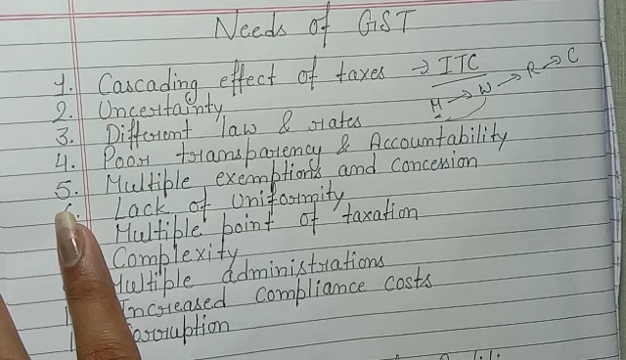 Needs of GST
1. Cascading effect of taxes → ITC
M → W → R → C
2. Uncertainty
3. Different law & rates
4. Poor transparency & Accountability
5. Multiple exemptions and concession
Lack of Uniformity
Multiple point of taxation
Complexity
Multiple administrations
Increased compliance costs
Corruption